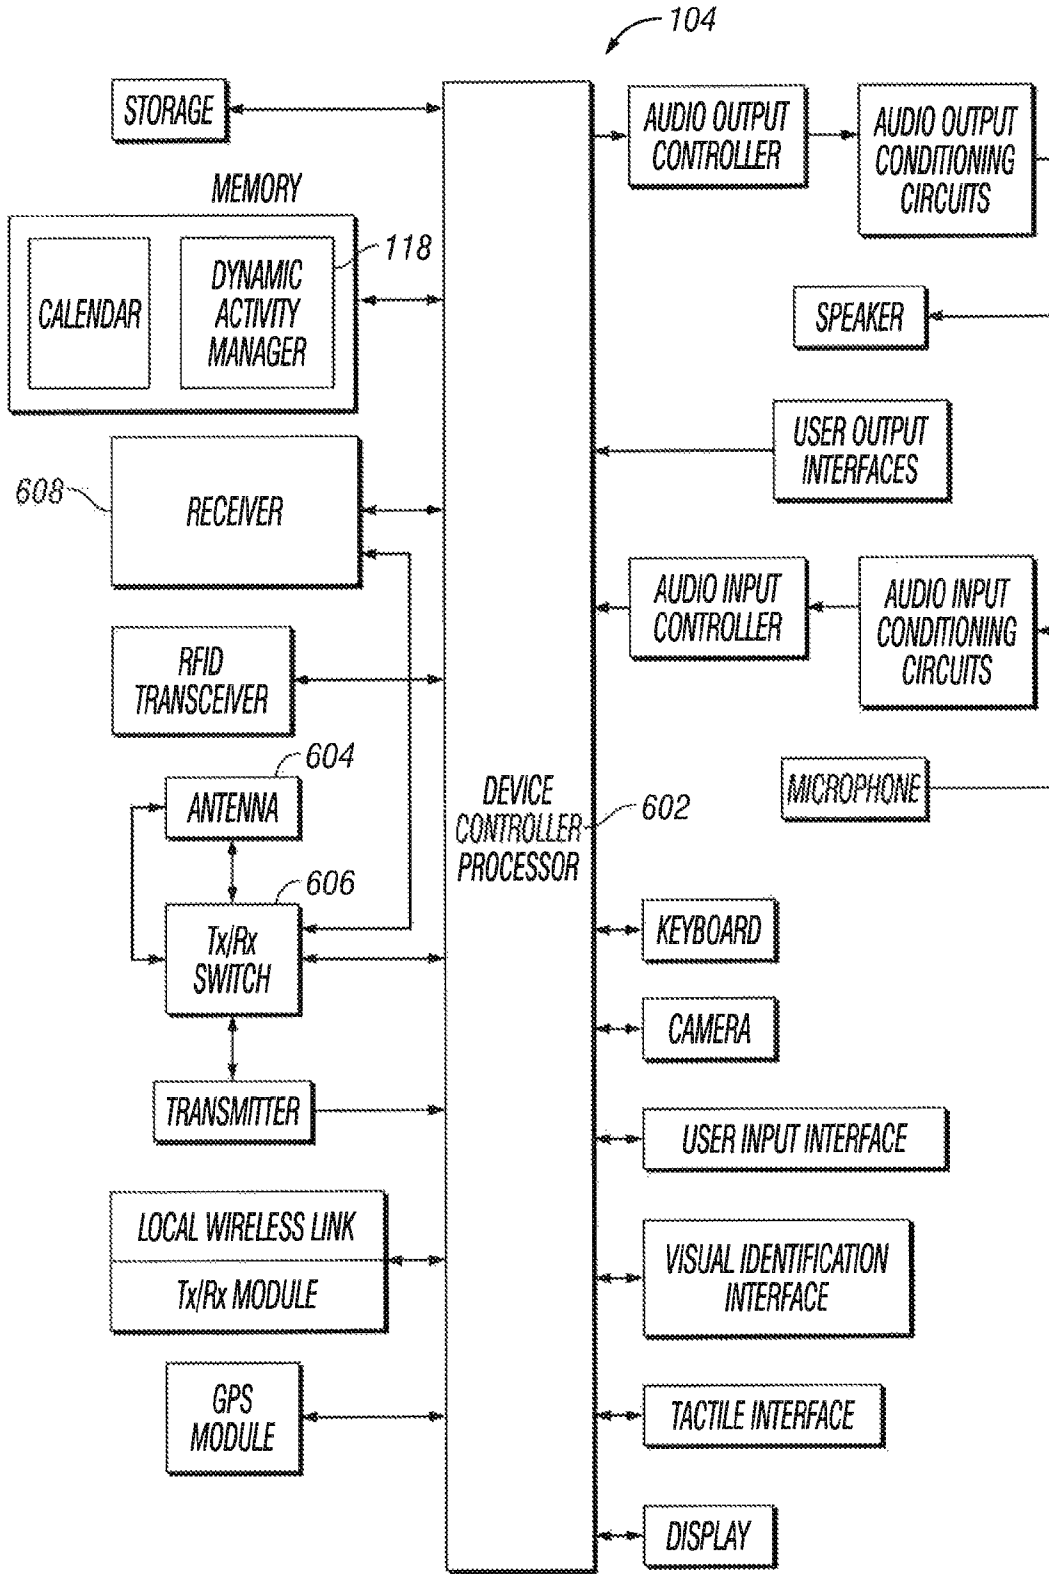 104
STORAGE
MEMORY
CALENDAR
118
DYNAMIC
ACTIVITY
MANAGER
608
RECEIVER
RFID
TRANSCEIVER
604
ANTENNA
606
Tx/Rx
SWITCH
TRANSMITTER
LOCAL WIRELESS LINK
Tx/Rx MODULE
GPS
MODULE
DEVICE
CONTROLLER
PROCESSOR
602
AUDIO OUTPUT
CONTROLLER
AUDIO OUTPUT
CONDITIONING
CIRCUITS
SPEAKER
USER OUTPUT
INTERFACES
AUDIO INPUT
CONTROLLER
AUDIO INPUT
CONDITIONING
CIRCUITS
MICROPHONE
KEYBOARD
CAMERA
USER INPUT INTERFACE
VISUAL IDENTIFICATION
INTERFACE
TACTILE INTERFACE
DISPLAY